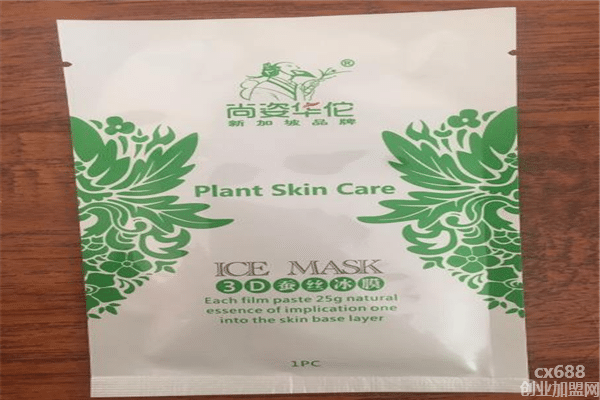 ®
尚姿华佗
新加坡品牌
Plant Skin Care
ICE MASK
3D蚕丝冰膜
Each film paste 25g natural
essence of implication one
into the skin base layer
1PC
cx688
创业加盟网